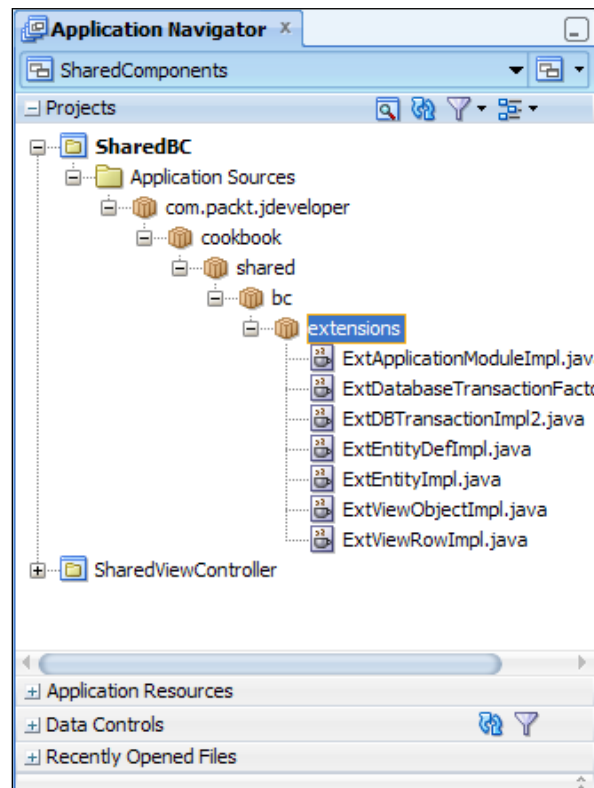 Application Navigator x
SharedComponents
Projects
SharedBC
Application Sources
com.packt.jdeveloper
cookbook
shared
bc
extensions
ExtApplicationModuleImpl.jav
ExtDatabaseTransactionFacto
ExtDBTransactionImpl2.java
ExtEntityDefImpl.java
ExtEntityImpl.java
ExtViewObjectImpl.java
ExtViewRowImpl.java
SharedViewController
Application Resources
Data Controls
Recently Opened Files